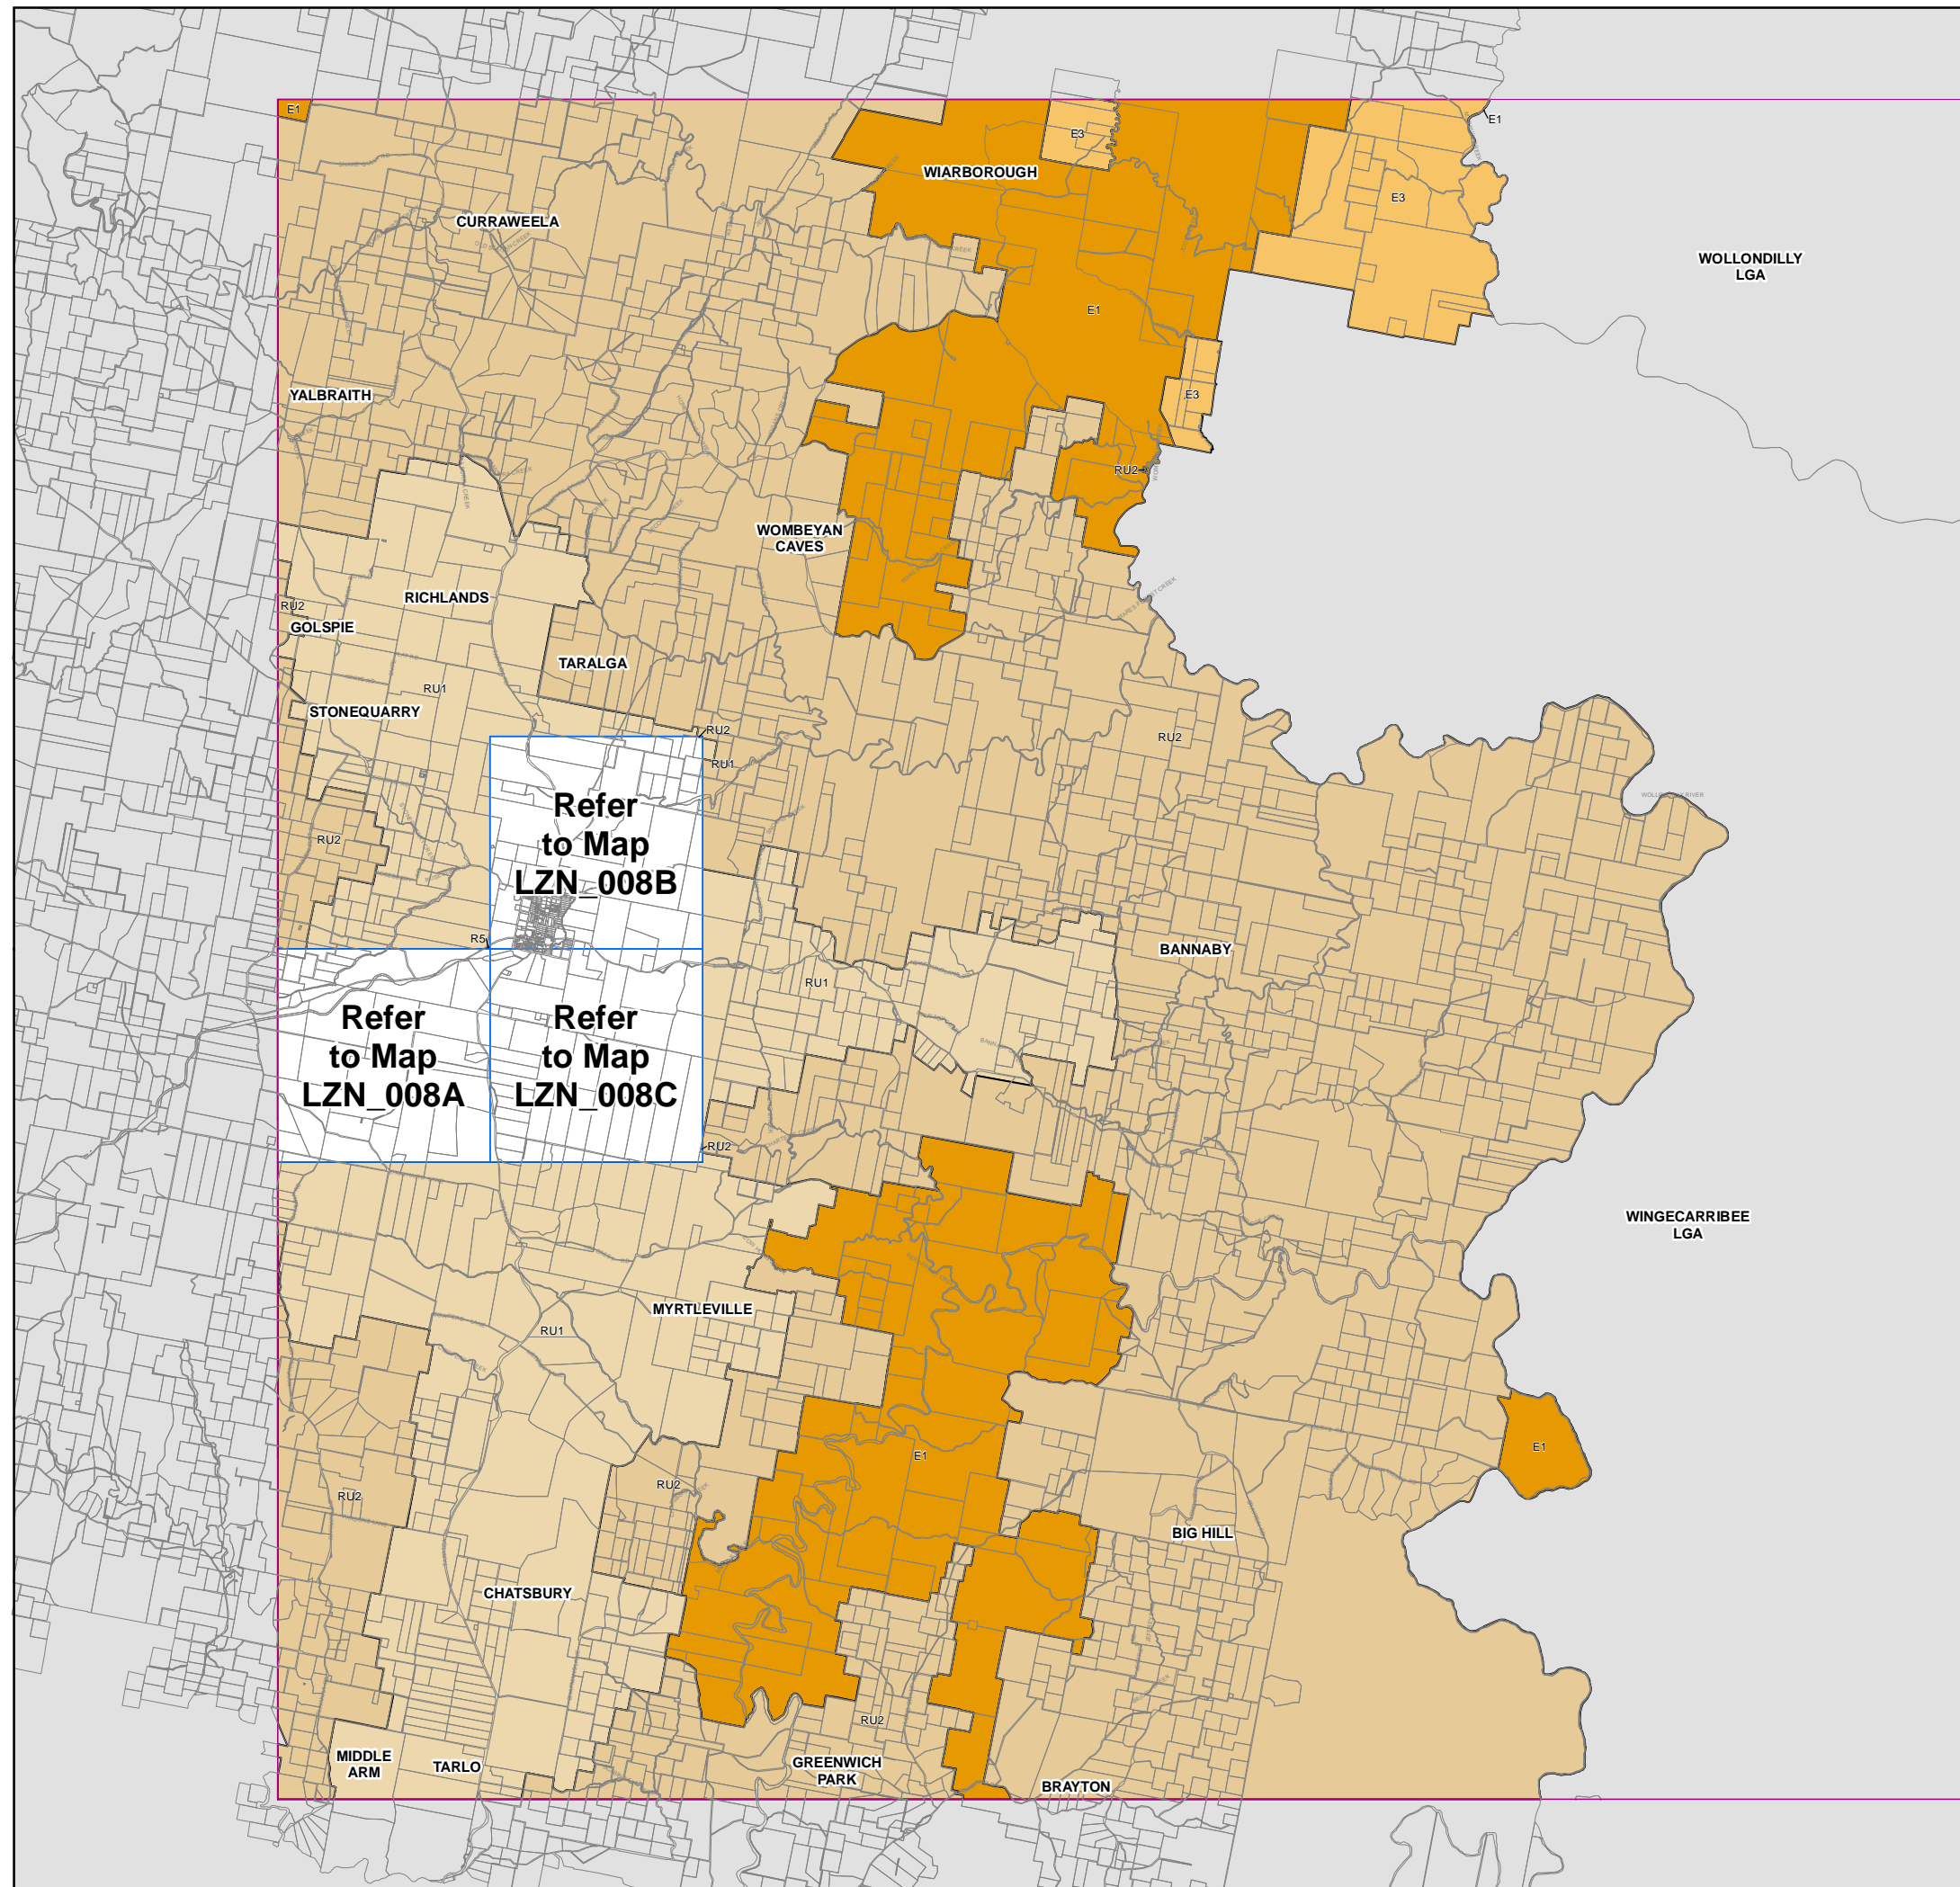 E1
E3
E1
WIARBOROUGH
E3
CURRAWEELA
WOLLONDILLY
LGA
E1
YALBRAITH
E3
RU2
WOMBEYAN
CAVES
RICHLANDS
RU2
GOLSPIE
TARALGA
RU1
STONEQUARRY
RU2
RU2
RU1
WOLLONDILLY RIVER
Refer
to Map
LZN_008B
RU2
R5
BANNABY
RU1
Refer
to Map
LZN_008A
Refer
to Map
LZN_008C
RU2
WINGECARRIBEE
LGA
MYRTLEVILLE
RU1
E1
E1
RU2
RU2
BIG HILL
CHATSBURY
RU2
MIDDLE
ARM
TARLO
GREENWICH
PARK
BRAYTON